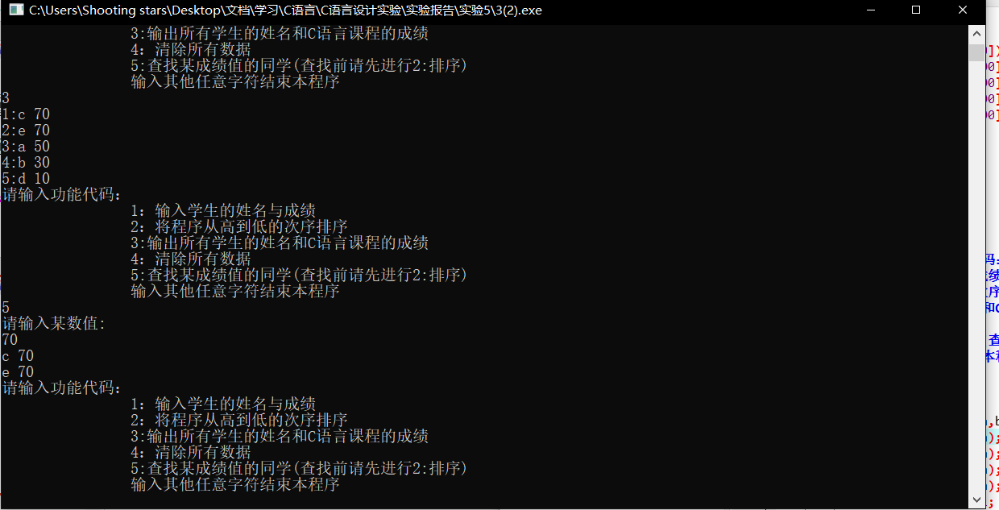 C:\Users\Shooting stars\Desktop\文档\学习\C语言\C语言设计实验\实验报告\实验5\3(2).exe
3:输出所有学生的姓名和C语言课程的成绩
4: 清除所有数据
5:查找某成绩值的同学(查找前请先进行2:排序)
输入其他任意字符结束本程序
3
1:c 70
2:e 70
3:a 50
4:b 30
5:d 10
请输入功能代码:
1: 输入学生的姓名与成绩
2: 将程序从高到低的次序排序
3:输出所有学生的姓名和C语言课程的成绩
4: 清除所有数据
5:查找某成绩值的同学(查找前请先进行2:排序)
输入其他任意字符结束本程序
5
请输入某数值:
70
c 70
e 70
请输入功能代码:
1: 输入学生的姓名与成绩
2: 将程序从高到低的次序排序
3:输出所有学生的姓名和C语言课程的成绩
4: 清除所有数据
5:查找某成绩值的同学(查找前请先进行2:排序)
输入其他任意字符结束本程序